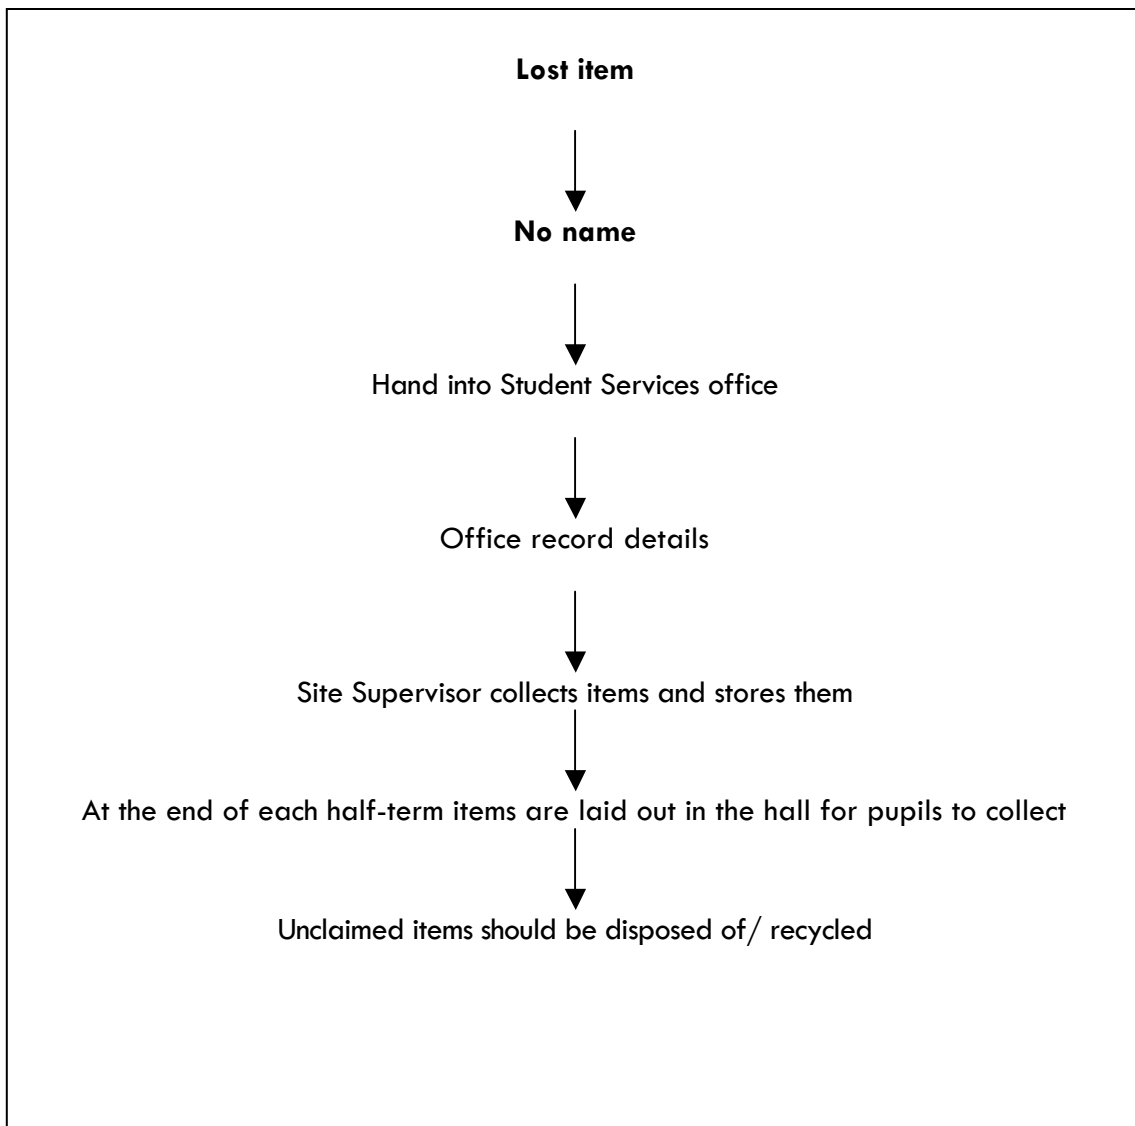 Lost item
No name
Hand into Student Services office
Office record details
Site Supervisor collects items and stores them
At the end of each half-term items are laid out in the hall for pupils to collect
Unclaimed items should be disposed of/ recycled